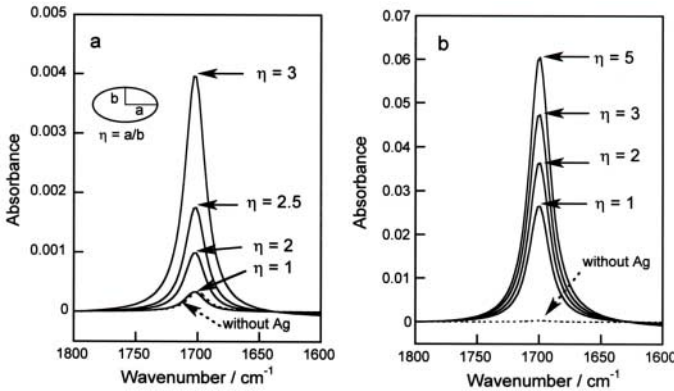 a
0.005
0.004
0.003
0.002
0.001
0
Absorbance
b
a
η = a/b
η = 3
η = 2.5
η = 2
η = 1
without Ag
1800
1750
1700
1650
1600
Wavenumber / cm⁻¹
b
0.07
0.06
0.05
0.04
0.03
0.02
0.01
0.00
Absorbance
η = 5
η = 3
η = 2
η = 1
without Ag
1800
1750
1700
1650
1600
Wavenumber / cm⁻¹